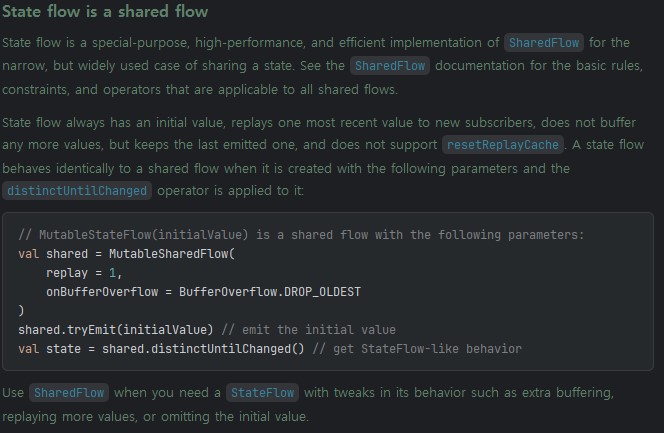 State flow is a shared flow
State flow is a special-purpose, high-performance, and efficient implementation of SharedFlow for the
narrow, but widely used case of sharing a state. See the SharedFlow documentation for the basic rules,
constraints, and operators that are applicable to all shared flows.
State flow always has an initial value, replays one most recent value to new subscribers, does not buffer
any more values, but keeps the last emitted one, and does not support resetReplayCache. A state flow
behaves identically to a shared flow when it is created with the following parameters and the
distinctUntilChanged operator is applied to it:
// MutableStateFlow(initialValue) is a shared flow with the following parameters:
val shared = MutableSharedFlow(
    replay = 1,
    onBufferOverflow = BufferOverflow.DROP_OLDEST
)
shared.tryEmit(initialValue) // emit the initial value
val state = shared.distinctUntilChanged() // get StateFlow-like behavior
Use SharedFlow when you need a StateFlow with tweaks in its behavior such as extra buffering,
replaying more values, or omitting the initial value.